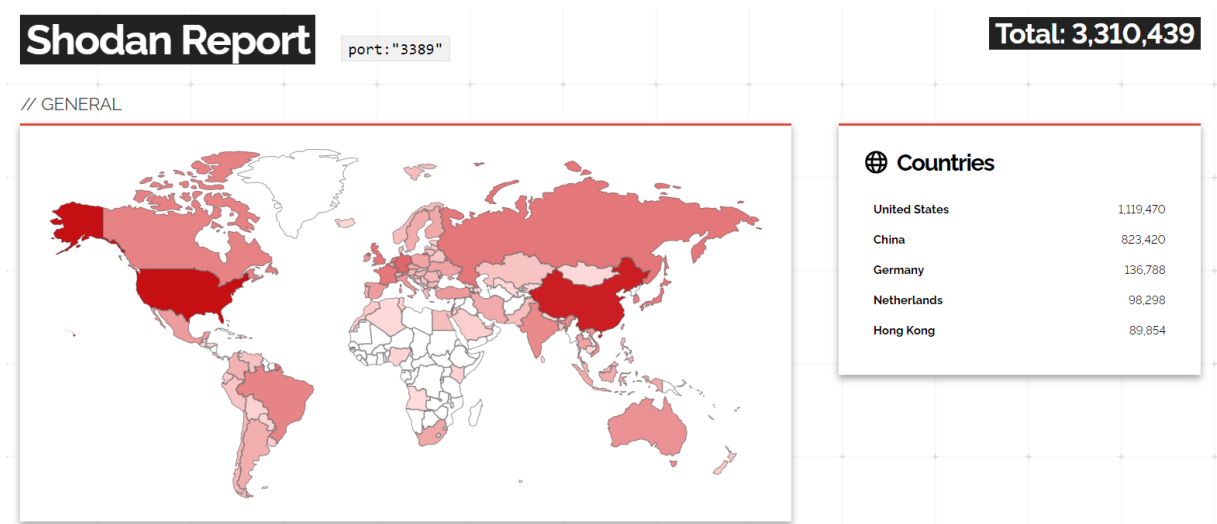 Shodan Report
port:"3389"
Total: 3,310,439
// GENERAL
Countries
United States 1,119,470
China 823,420
Germany 136,788
Netherlands 98,298
Hong Kong 89,854